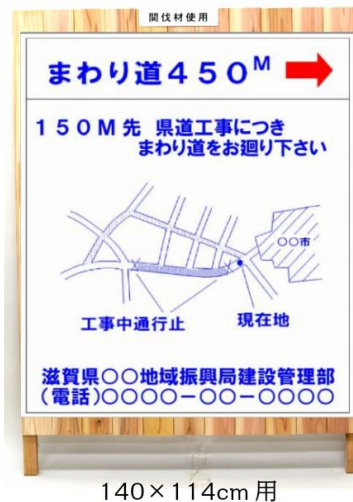 間伐材使用
まわり道450M
150M先 県道工事につき
まわり道をお廻り下さい
○○市
工事中通行止
現在地
滋賀県○○地域振興局建設管理部
(電話)○○○○-○○-○○○○
140×114cm用